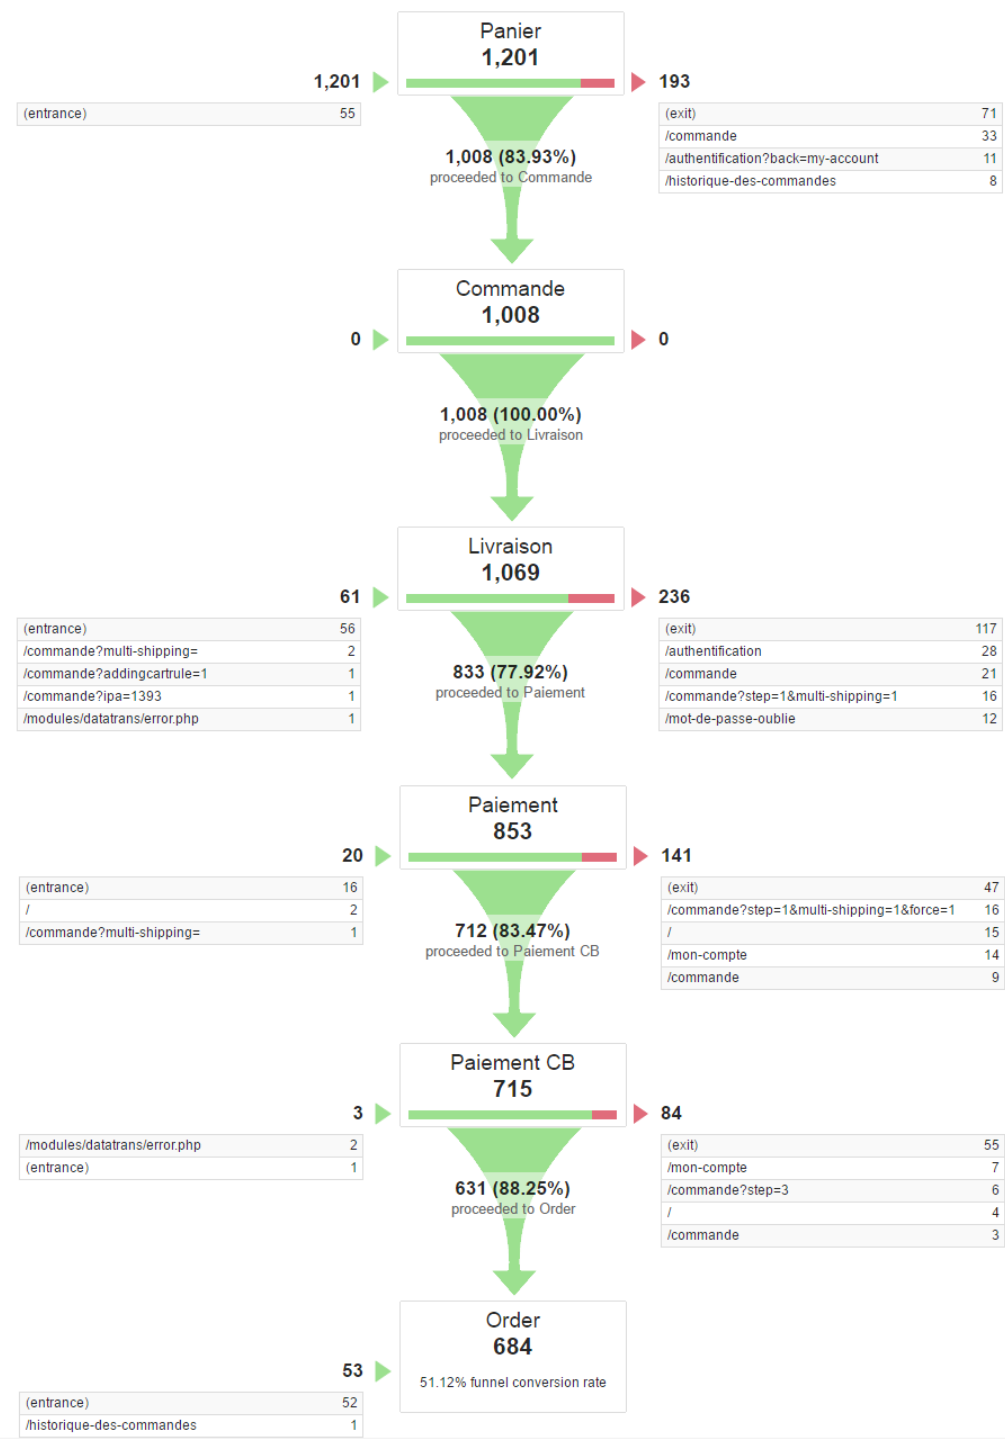 Panier
1,201
1,201
193
(entrance) 55
(exit) 71
/commande 33
/authentification?back=my-account 11
/historique-des-commandes 8
1,008 (83.93%)
proceeded to Commande
Commande
1,008
0
0
1,008 (100.00%)
proceeded to Livraison
Livraison
1,069
61
236
(entrance) 56
/commande?multi-shipping= 2
/commande?addingcartrule=1 1
/commande?ipa=1393 1
/modules/datatrans/error.php 1
(exit) 117
/authentification 28
/commande 21
/commande?step=1&multi-shipping=1 16
/mot-de-passe-oublie 12
833 (77.92%)
proceeded to Paiement
Paiement
853
20
141
(entrance) 16
/ 2
/commande?multi-shipping= 1
(exit) 47
/commande?step=1&multi-shipping=1&force=1 16
/ 15
/mon-compte 14
/commande 9
712 (83.47%)
proceeded to Paiement CB
Paiement CB
715
3
84
/modules/datatrans/error.php 2
(entrance) 1
(exit) 55
/mon-compte 7
/commande?step=3 6
/ 4
/commande 3
631 (88.25%)
proceeded to Order
Order
684
53
51.12% funnel conversion rate
(entrance) 52
/historique-des-commandes 1